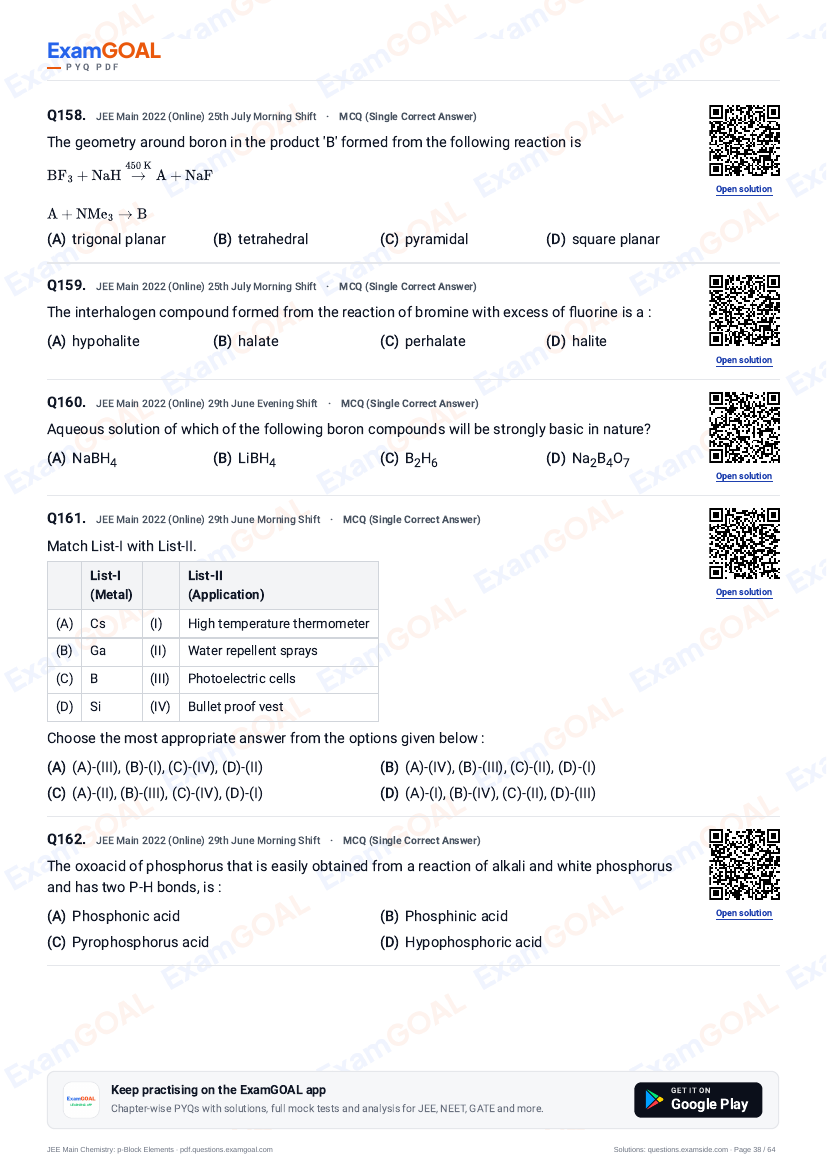 ExamGOAL
PYQ PDF
Q158. JEE Main 2022 (Online) 25th July Morning Shift · MCQ (Single Correct Answer)
The geometry around boron in the product 'B' formed from the following reaction is
BF₃ + NaH \xrightarrow{450 K} A + NaF
A + NMe₃ → B
(A) trigonal planar (B) tetrahedral (C) pyramidal (D) square planar
Open solution
Q159. JEE Main 2022 (Online) 25th July Morning Shift · MCQ (Single Correct Answer)
The interhalogen compound formed from the reaction of bromine with excess of fluorine is a :
(A) hypohalite (B) halate (C) perhalate (D) halite
Open solution
Q160. JEE Main 2022 (Online) 29th June Evening Shift · MCQ (Single Correct Answer)
Aqueous solution of which of the following boron compounds will be strongly basic in nature?
(A) NaBH₄ (B) LiBH₄ (C) B₂H₆ (D) Na₂B₄O₇
Open solution
Q161. JEE Main 2022 (Online) 29th June Morning Shift · MCQ (Single Correct Answer)
Match List-I with List-II.
List-I (Metal) List-II (Application)
(A) Cs (I) High temperature thermometer
(B) Ga (II) Water repellent sprays
(C) B (III) Photoelectric cells
(D) Si (IV) Bullet proof vest
Open solution
Choose the most appropriate answer from the options given below :
(A) (A)-(III), (B)-(I), (C)-(IV), (D)-(II) (B) (A)-(IV), (B)-(III), (C)-(II), (D)-(I)
(C) (A)-(II), (B)-(III), (C)-(IV), (D)-(I) (D) (A)-(I), (B)-(IV), (C)-(II), (D)-(III)
Q162. JEE Main 2022 (Online) 29th June Morning Shift · MCQ (Single Correct Answer)
The oxoacid of phosphorus that is easily obtained from a reaction of alkali and white phosphorus
and has two P-H bonds, is :
(A) Phosphonic acid (B) Phosphinic acid
(C) Pyrophosphorus acid (D) Hypophosphoric acid
Open solution
Keep practising on the ExamGOAL app
Chapter-wise PYQs with solutions, full mock tests and analysis for JEE, NEET, GATE and more.
GET IT ON
Google Play
JEE Main Chemistry: p-Block Elements · pdf.questions.examgoal.com Solutions: questions.examside.com · Page 38 / 64